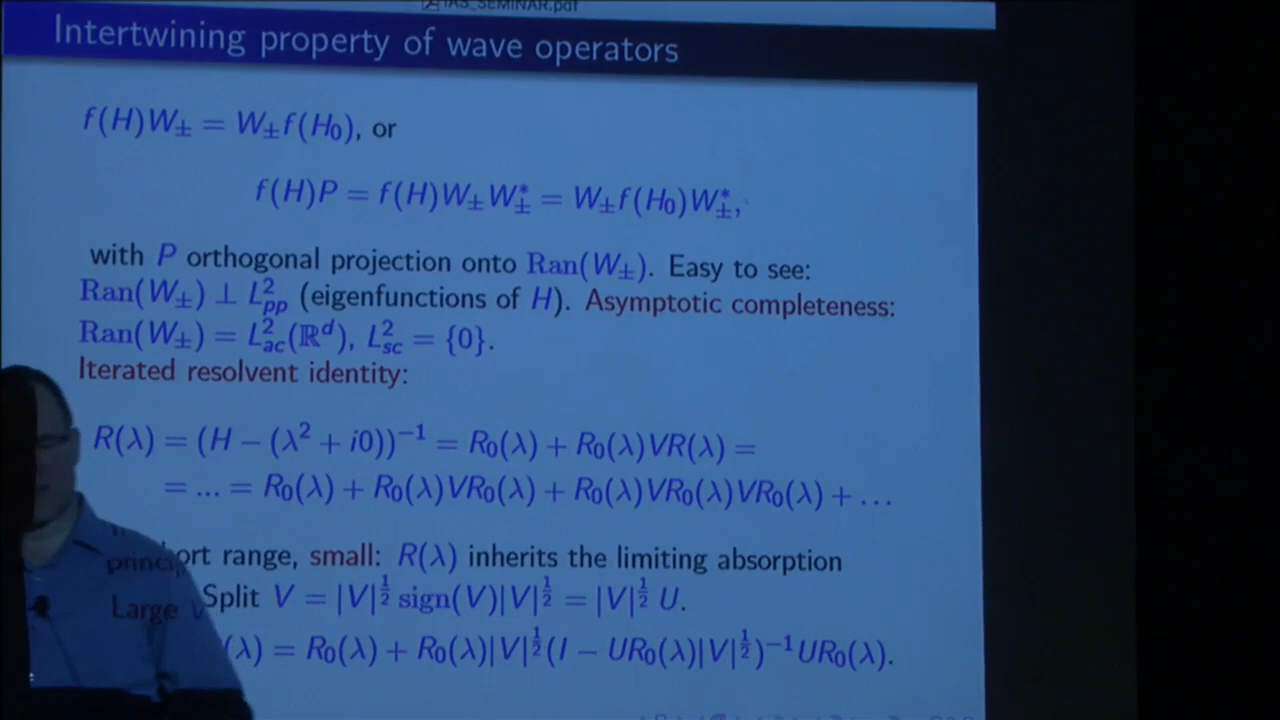 IAS_SEMINAR.pdf
Intertwining property of wave operators
f(H)W± = W±f(H₀), or
f(H)P = f(H)W±W±* = W±f(H₀)W±*,
with P orthogonal projection onto Ran(W±). Easy to see:
Ran(W±) ⊥ L²pp (eigenfunctions of H). Asymptotic completeness:
Ran(W±) = L²ac(ℝᵈ), L²sc = {0}.
Iterated resolvent identity:
R(λ) = (H − (λ² + i0))⁻¹ = R₀(λ) + R₀(λ)VR(λ) =
= ... = R₀(λ) + R₀(λ)VR₀(λ) + R₀(λ)VR₀(λ)VR₀(λ) + ...
range, small: R(λ) inherits the limiting absorption
Large Split V = |V|^½ sign(V)|V|^½ = |V|^½ U.
(λ) = R₀(λ) + R₀(λ)|V|^½(I − UR₀(λ)|V|^½)⁻¹UR₀(λ).